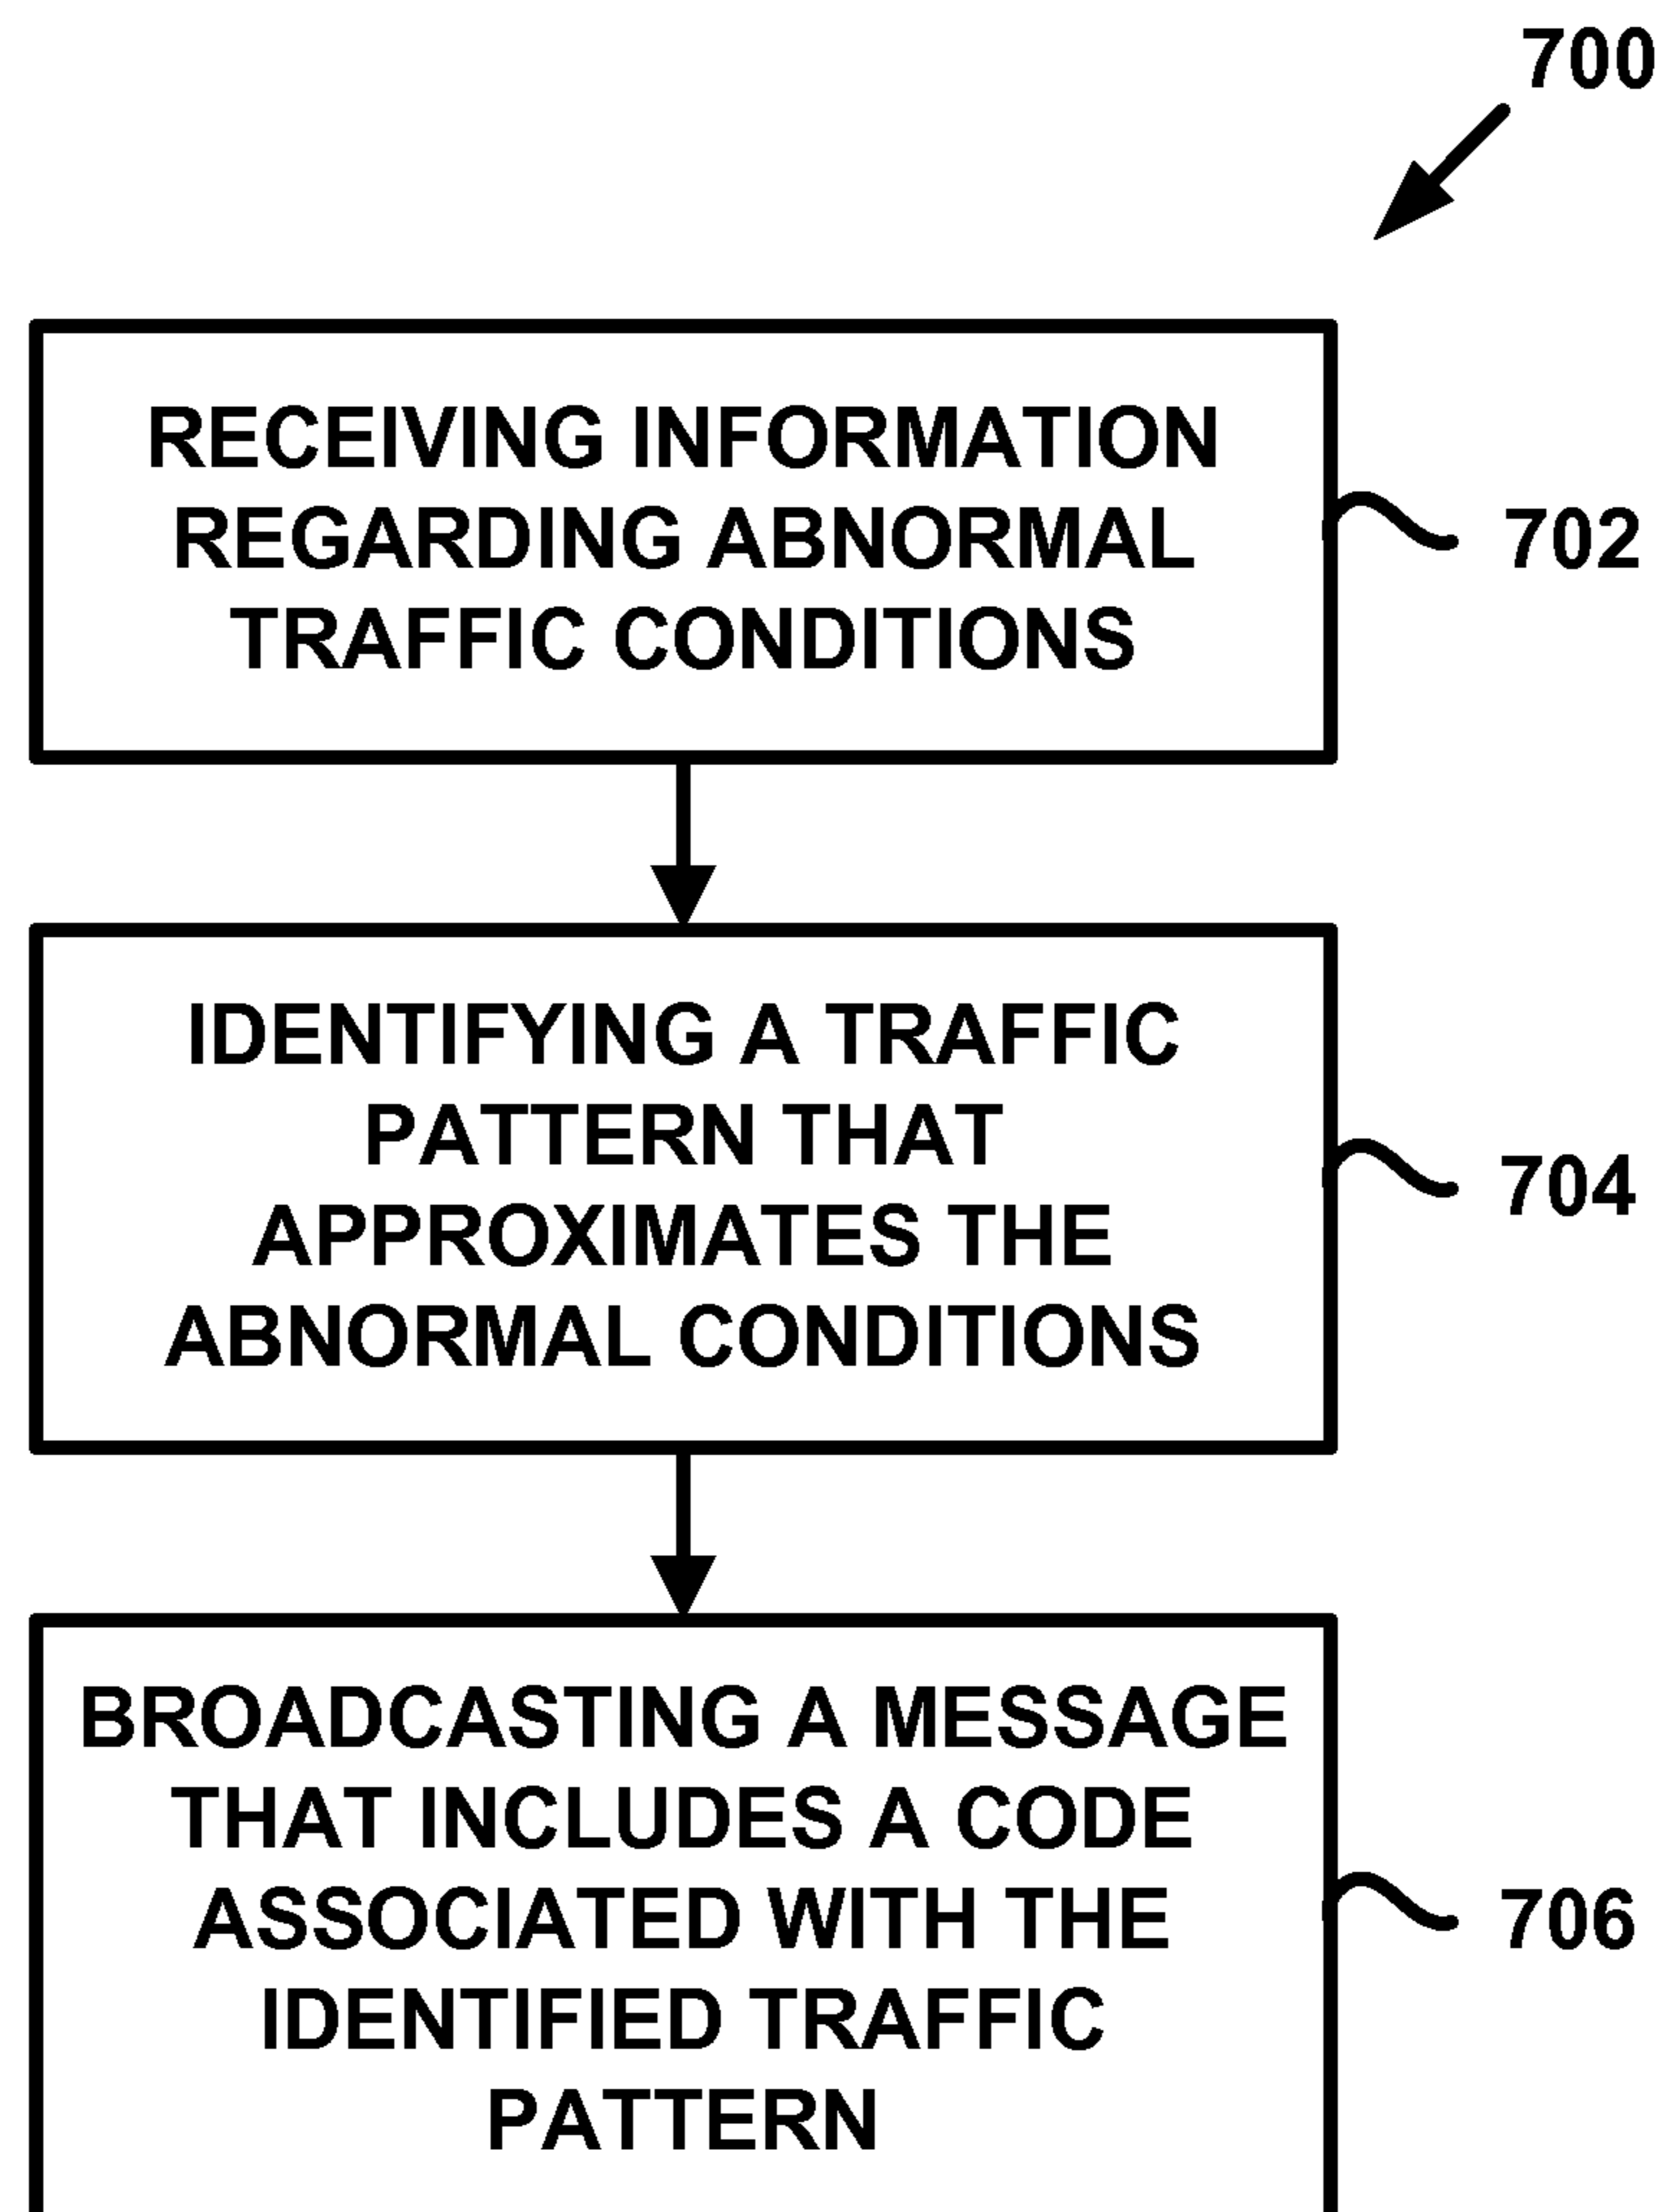 700
RECEIVING INFORMATION
REGARDING ABNORMAL
TRAFFIC CONDITIONS
702
IDENTIFYING A TRAFFIC
PATTERN THAT
APPROXIMATES THE
ABNORMAL CONDITIONS
704
BROADCASTING A MESSAGE
THAT INCLUDES A CODE
ASSOCIATED WITH THE
IDENTIFIED TRAFFIC
PATTERN
706